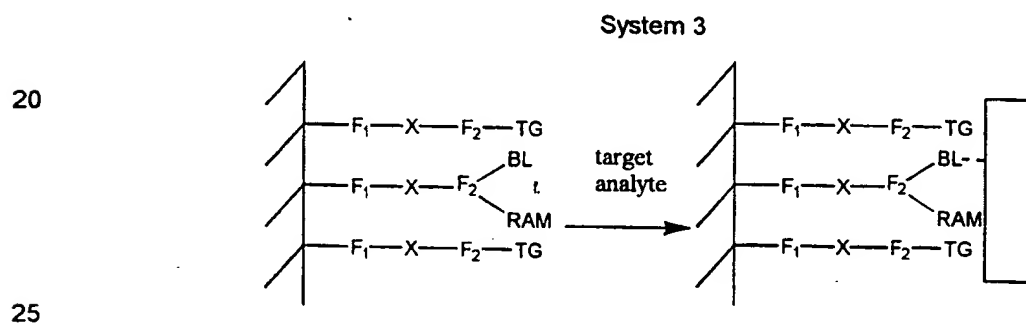 System 3
20
F₁—X—F₂—TG F₁—X—F₂—TG
BL target BL
F₁—X—F₂ t. analyte F₁—X—F₂
RAM RAM
F₁—X—F₂—TG F₁—X—F₂—TG
25